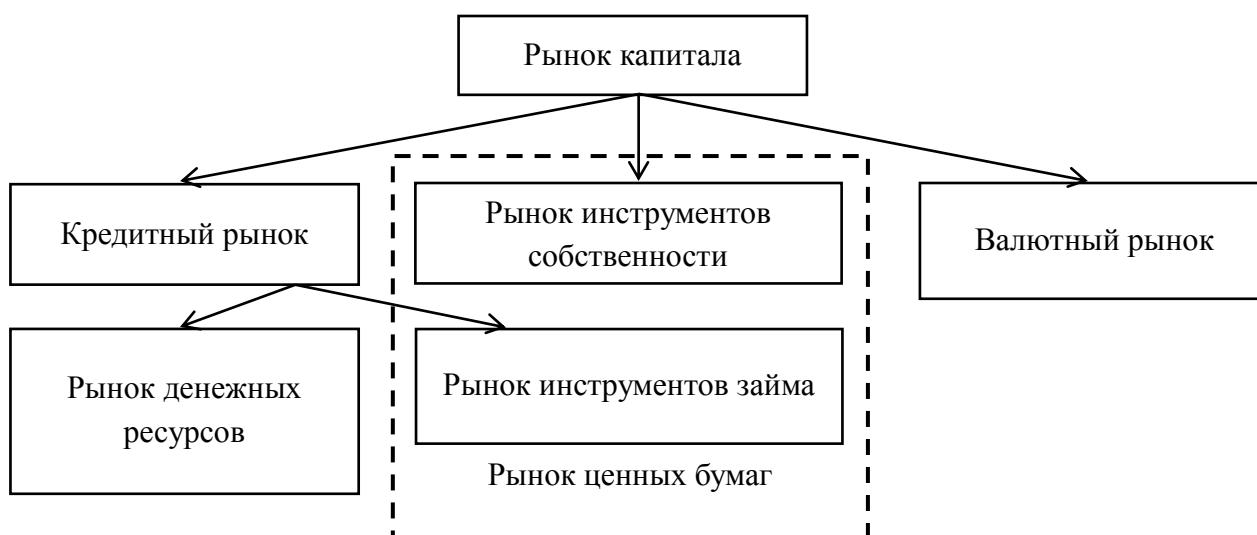 Рынок капитала
Кредитный рынок
Рынок инструментов
собственности
Валютный рынок
Рынок денежных
ресурсов
Рынок инструментов займа
Рынок ценных бумаг